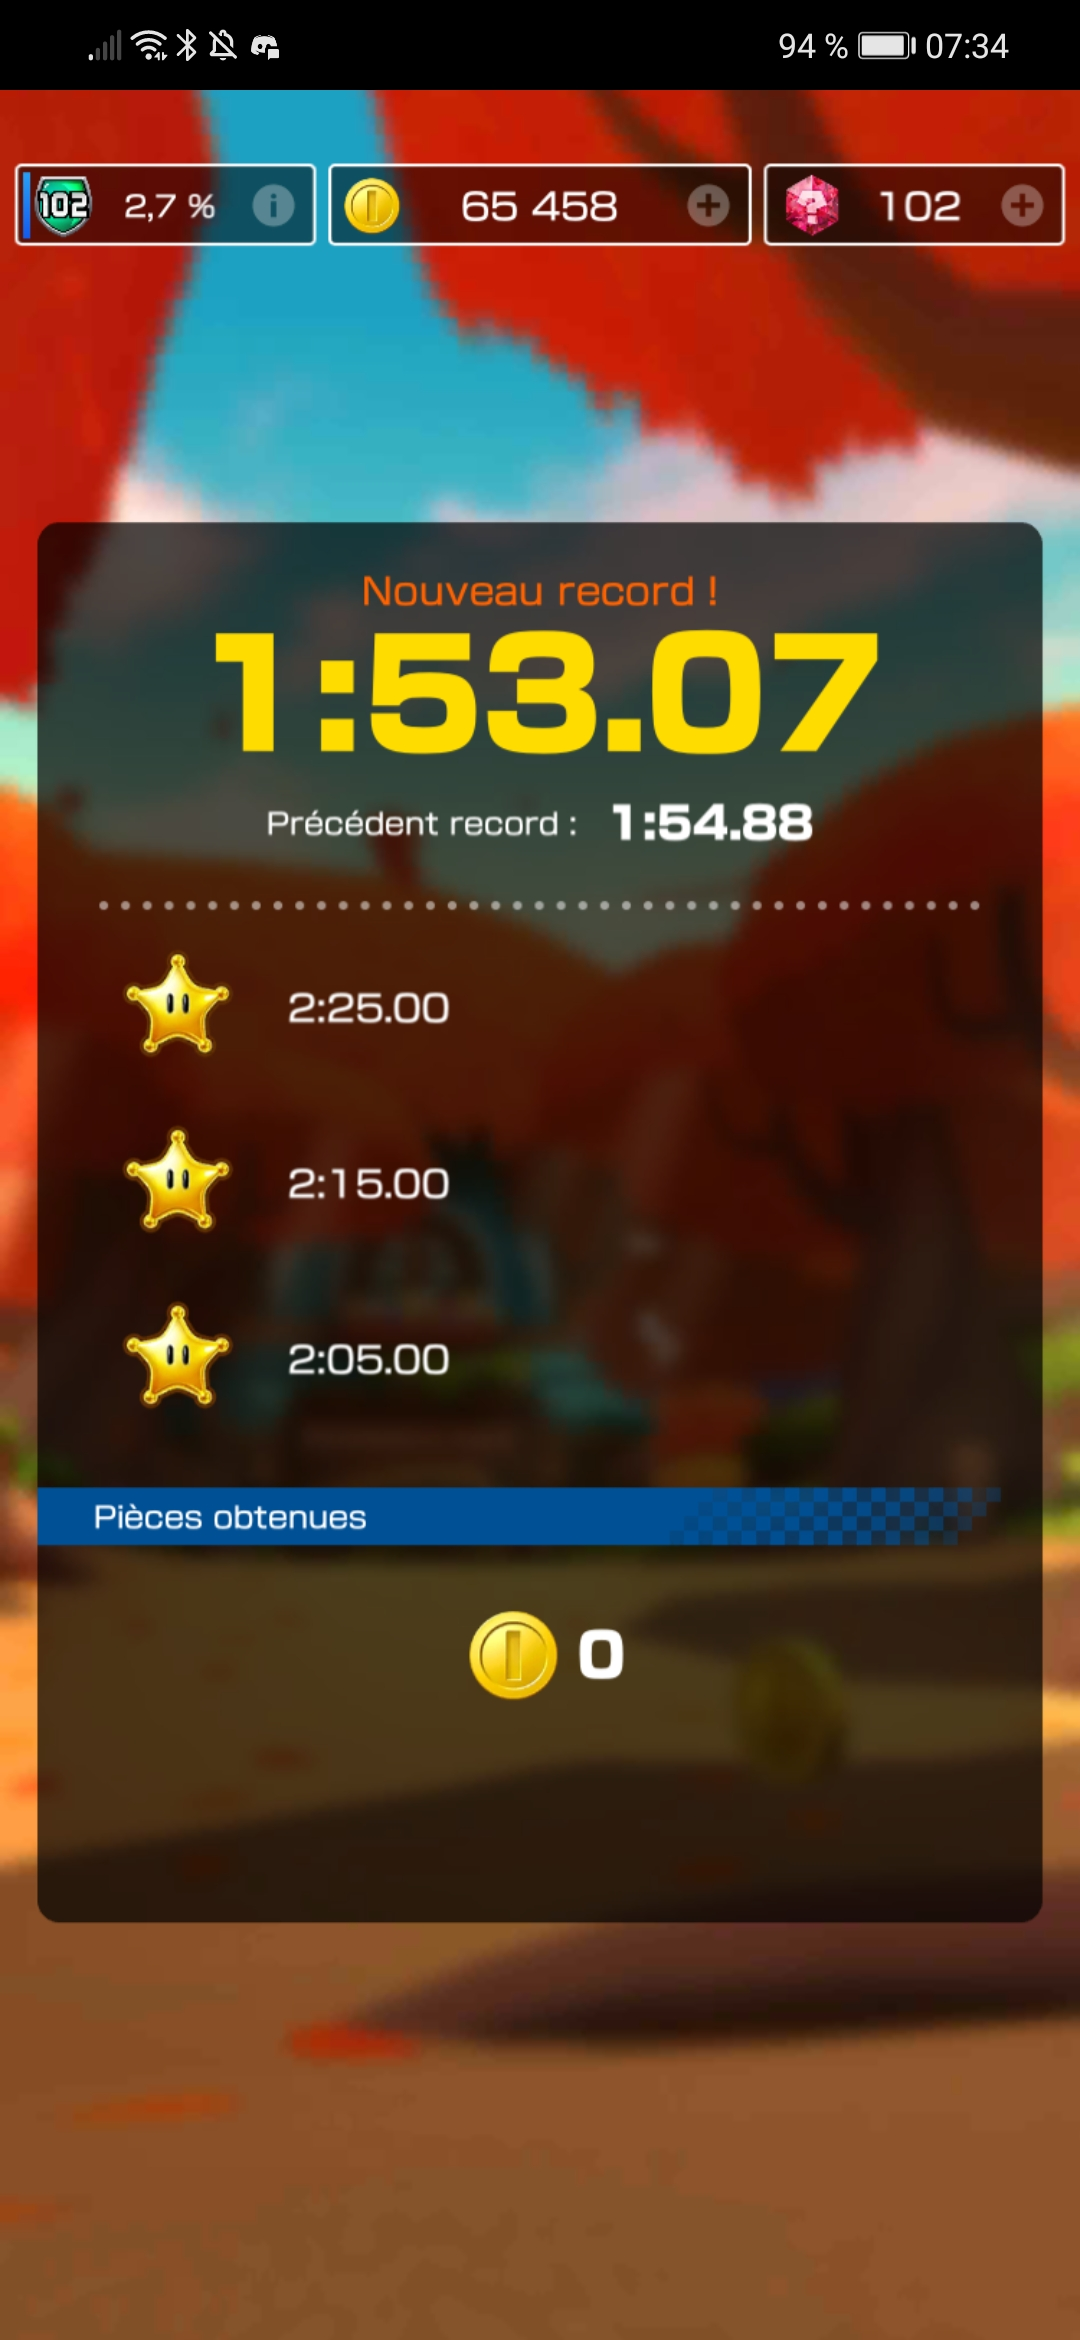 94 % 07:34
102 2,7 % 65 458 102
Nouveau record !
1:53.07
Précédent record : 1:54.88
2:25.00
2:15.00
2:05.00
Pièces obtenues
0